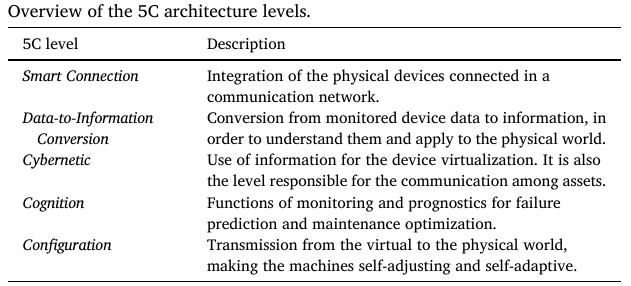 Overview of the 5C architecture levels.
5C level Description
Smart Connection Integration of the physical devices connected in a
communication network.
Data-to-Information Conversion from monitored device data to information, in
Conversion order to understand them and apply to the physical world.
Cybernetic Use of information for the device virtualization. It is also
the level responsible for the communication among assets.
Cognition Functions of monitoring and prognostics for failure
prediction and maintenance optimization.
Configuration Transmission from the virtual to the physical world,
making the machines self-adjusting and self-adaptive.